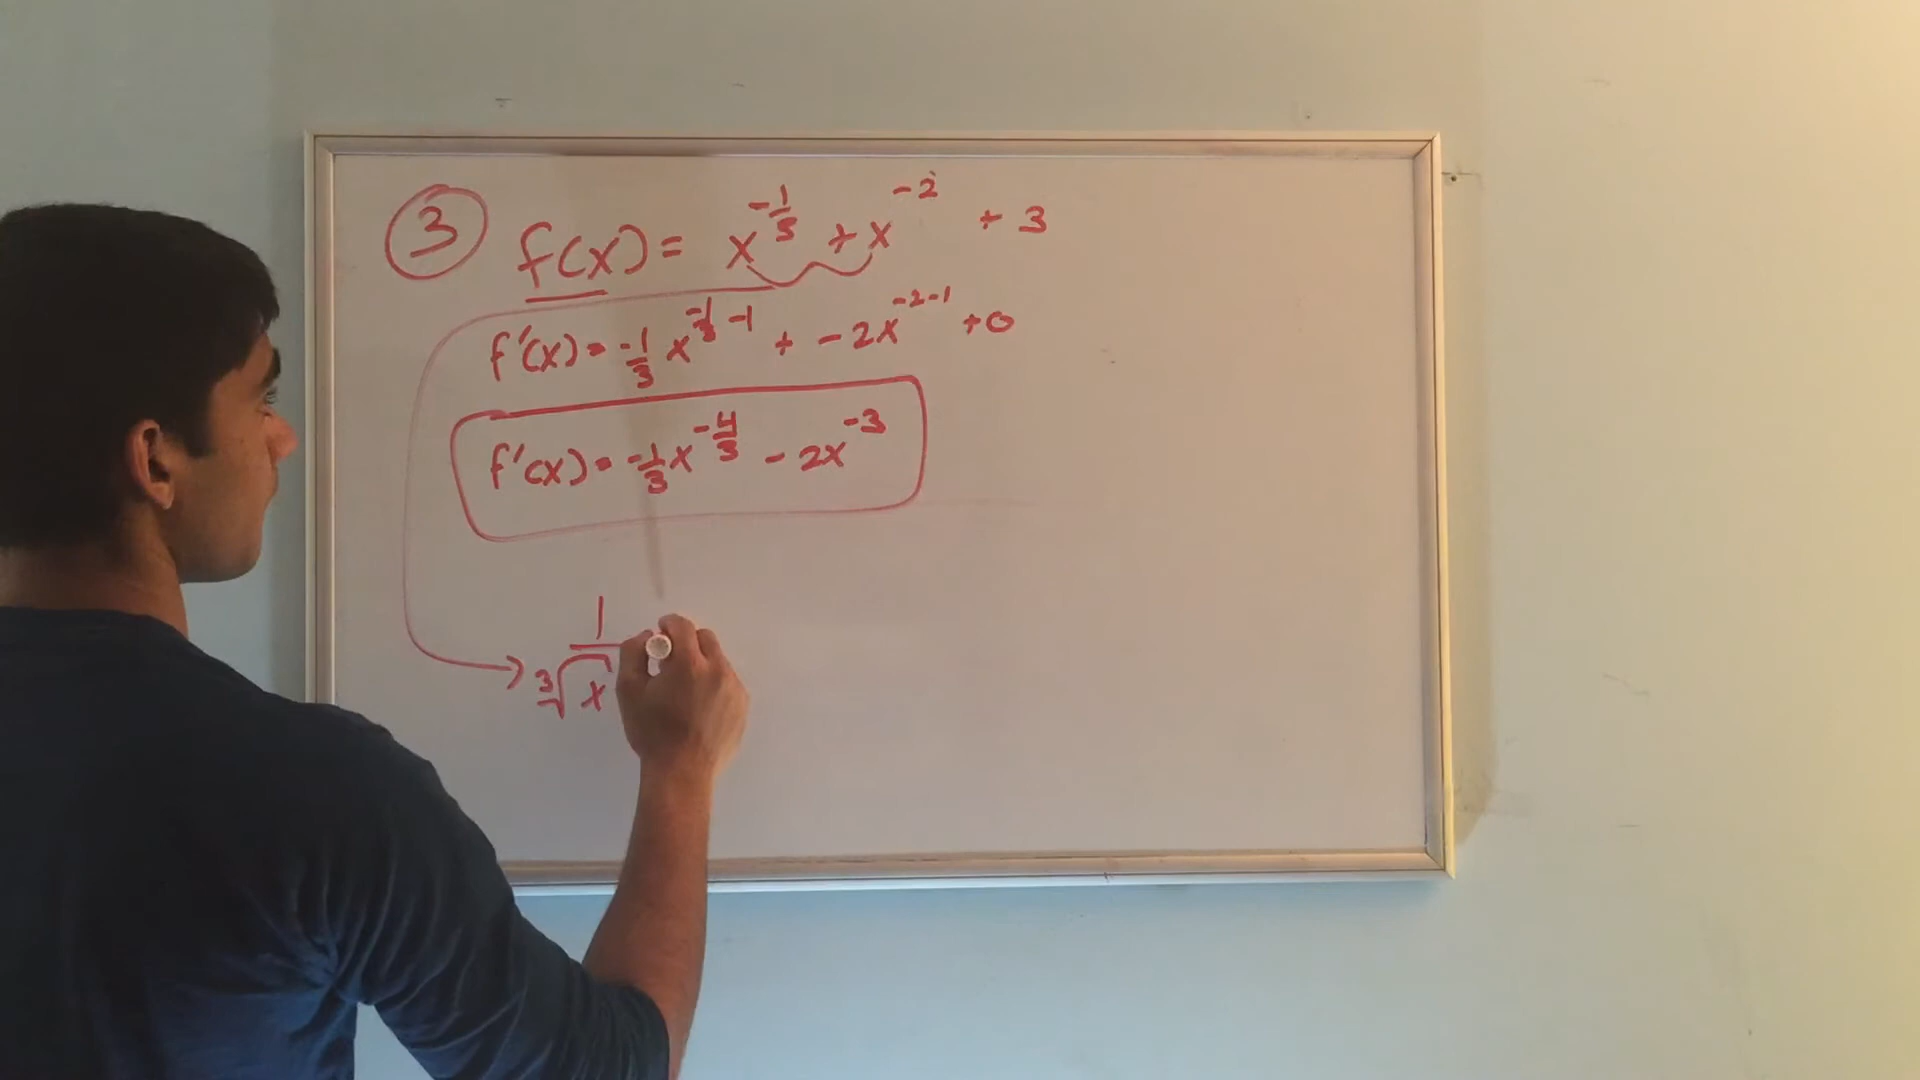 ③ f(x) = x^{-1/3} + x^{-2} + 3
f'(x) = -1/3 x^{-1/3 - 1} + -2x^{-2-1} + 0
f'(x) = -1/3 x^{-4/3} - 2x^{-3}
1/∛x